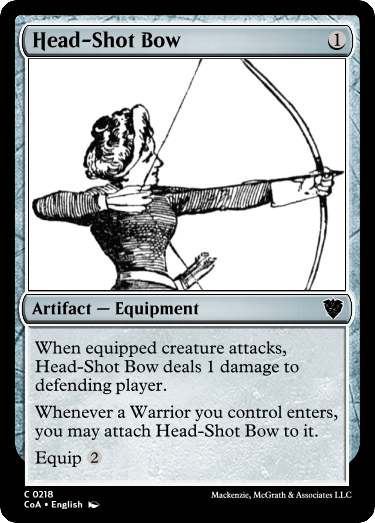 Head-Shot Bow 1
Artifact — Equipment
When equipped creature attacks,
Head-Shot Bow deals 1 damage to
defending player.
Whenever a Warrior you control enters,
you may attach Head-Shot Bow to it.
Equip 2
C 0218
CoA • English
Mackenzie, McGrath & Associates LLC